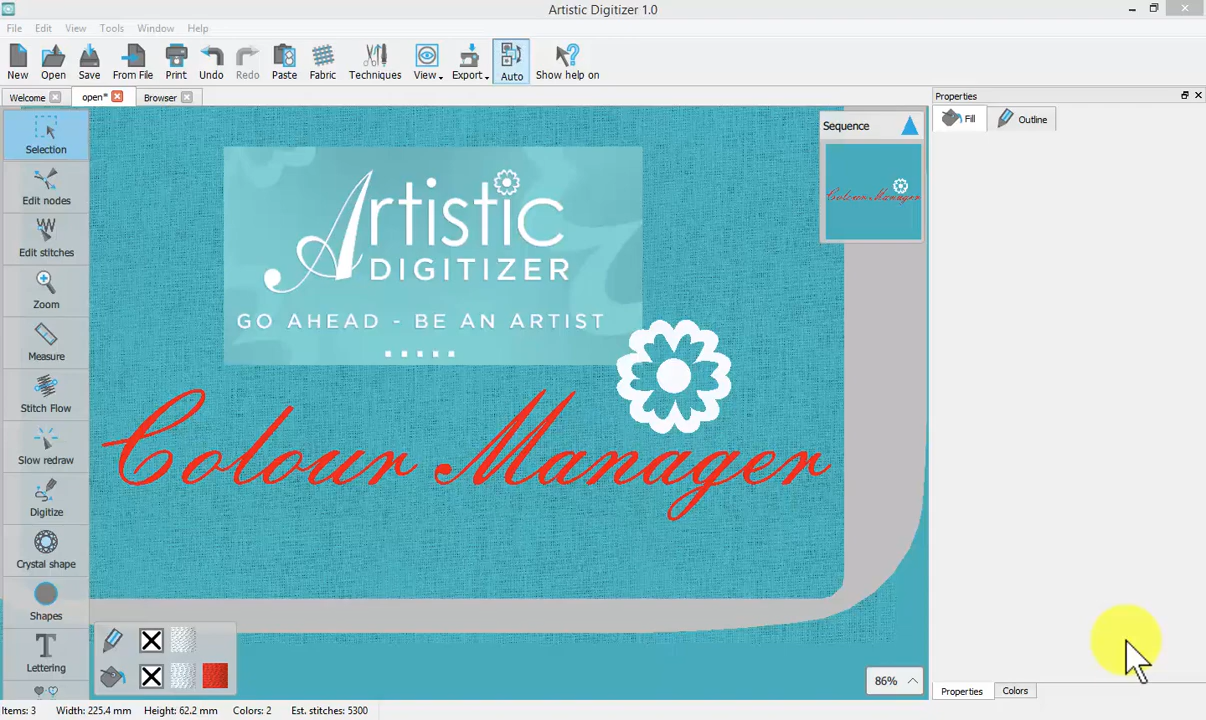 Artistic Digitizer 1.0
File Edit View Tools Window Help
New Open Save From File Print Undo Redo Paste Fabric Techniques View Export Auto Show help on
Welcome open* Browser
Properties
Fill Outline
Selection
Edit nodes
Edit stitches
Zoom
Measure
Stitch Flow
Slow redraw
Digitize
Crystal shape
Shapes
Lettering
Sequence
Colour Manager
Artistic
DIGITIZER
GO AHEAD - BE AN ARTIST
Colour Manager
86%
Properties Colors
Items: 3 Width: 225.4 mm Height: 62.2 mm Colors: 2 Est. stitches: 5300